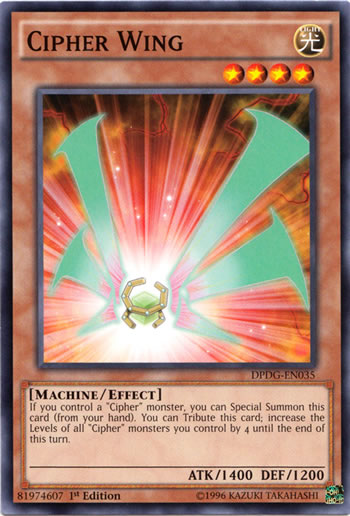 CIPHER WING
LIGHT
光
DPDG-EN035
[MACHINE/EFFECT]
If you control a "Cipher" monster, you can Special Summon this
card (from your hand). You can Tribute this card; increase the
Levels of all "Cipher" monsters you control by 4 until the end of
this turn.
ATK/1400 DEF/1200
81974607 1st Edition ©1996 KAZUKI TAKAHASHI